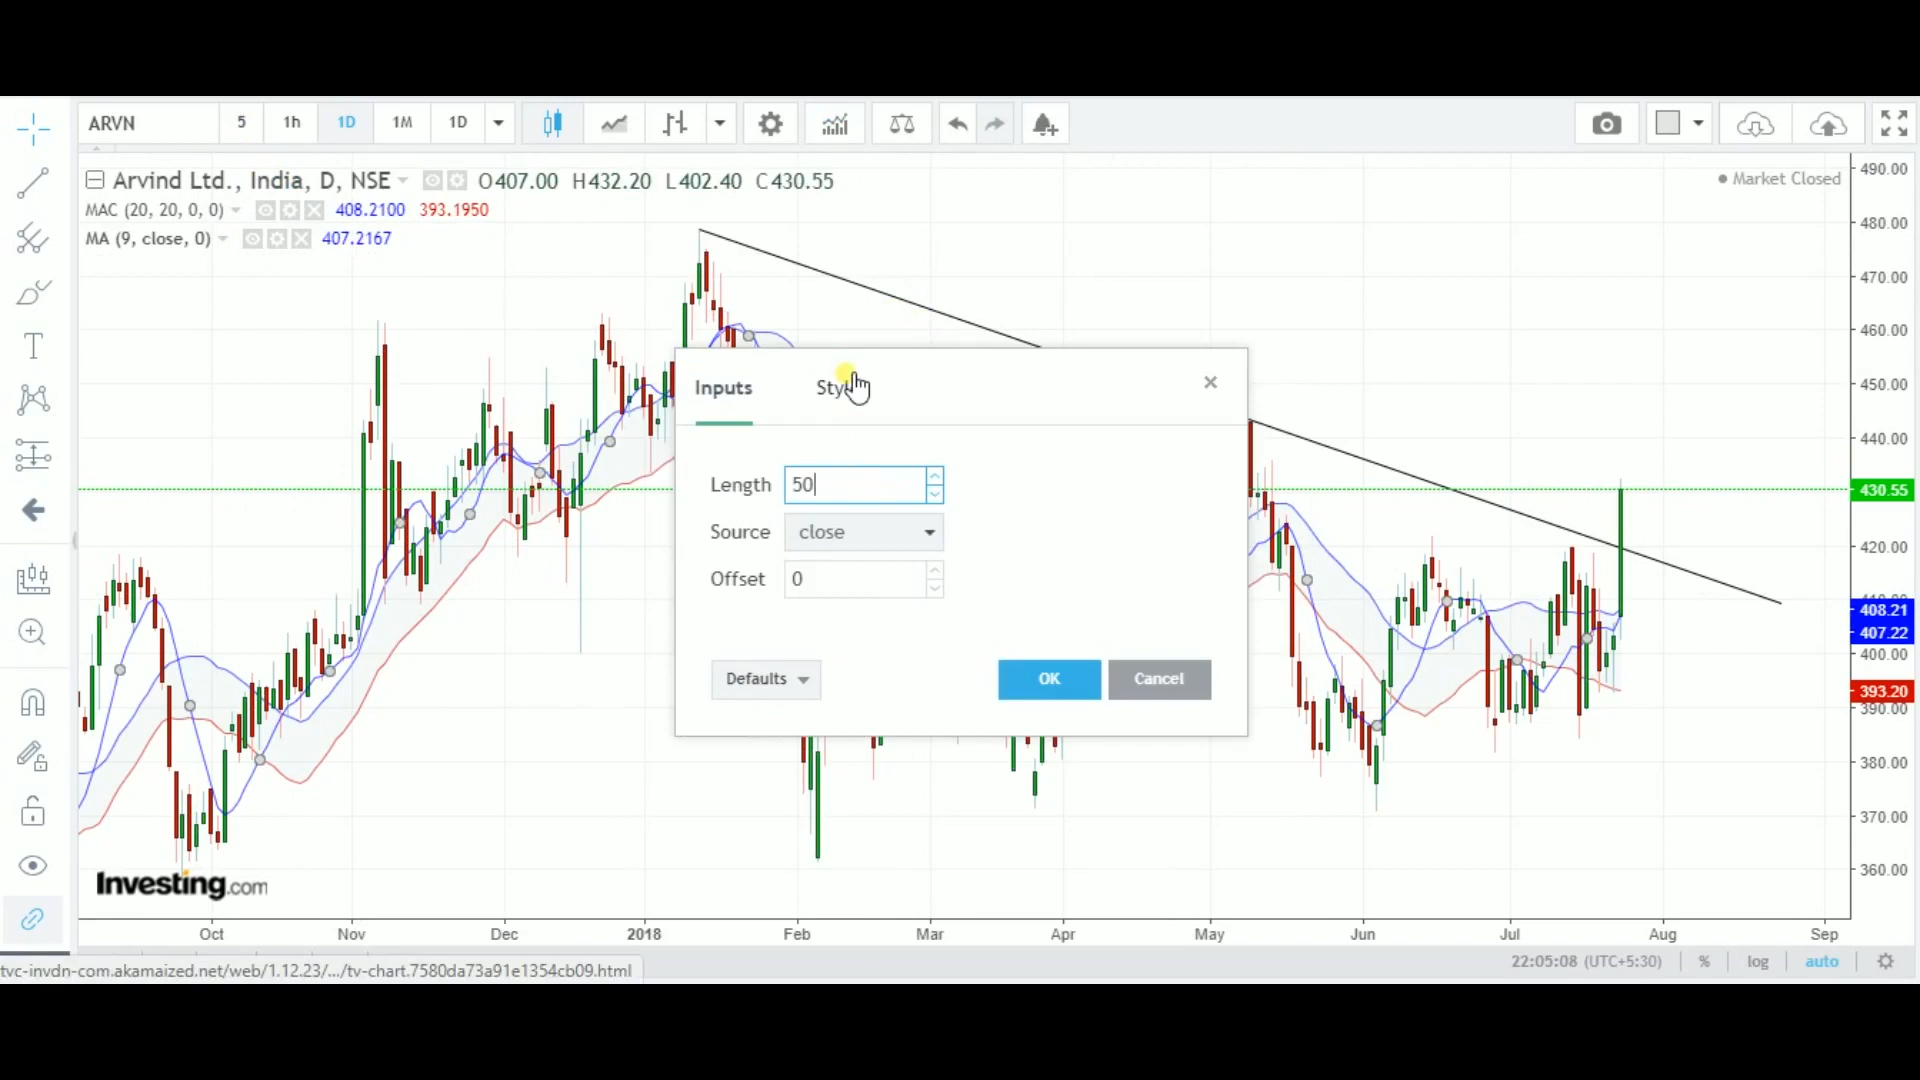 ARVN 5 1h 1D 1M 1D
Arvind Ltd., India, D, NSE O407.00 H432.20 L402.40 C430.55
Market Closed
MAC (20, 20, 0, 0) 408.2100 393.1950
MA (9, close, 0) 407.2167
490.00
480.00
470.00
460.00
450.00
440.00
430.55
420.00
408.21
407.22
400.00
393.20
390.00
380.00
370.00
360.00
Inputs
Length 50
Source close
Offset 0
Defaults OK Cancel
Investing.com
Oct Nov Dec 2018 Feb Mar Apr May Jun Jul Aug Sep
tvc-invdn-com.akamaized.net/web/1.12.23/.../tv-chart.7580da73a91e1354cb09.html
22:05:08 (UTC+5:30) % log auto